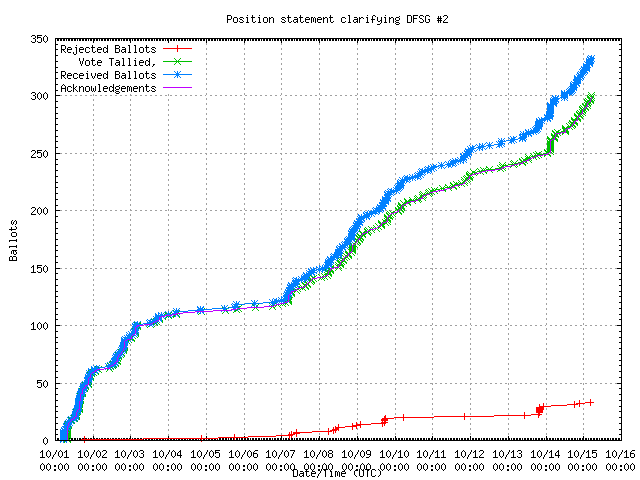 Position statement clarifying DFSG #2
350
300
250
200
150
100
50
0
Ballots
Rejected Ballots
Vote Tallied,
Received Ballots
Acknowledgements
10/01 10/02 10/03 10/04 10/05 10/06 10/07 10/08 10/09 10/10 10/11 10/12 10/13 10/14 10/15 10/16
00:00 00:00 00:00 00:00 00:00 00:00 00:00 00:00 00:00 00:00 00:00 00:00 00:00 00:00 00:00 00:00
Date/Time (UTC)